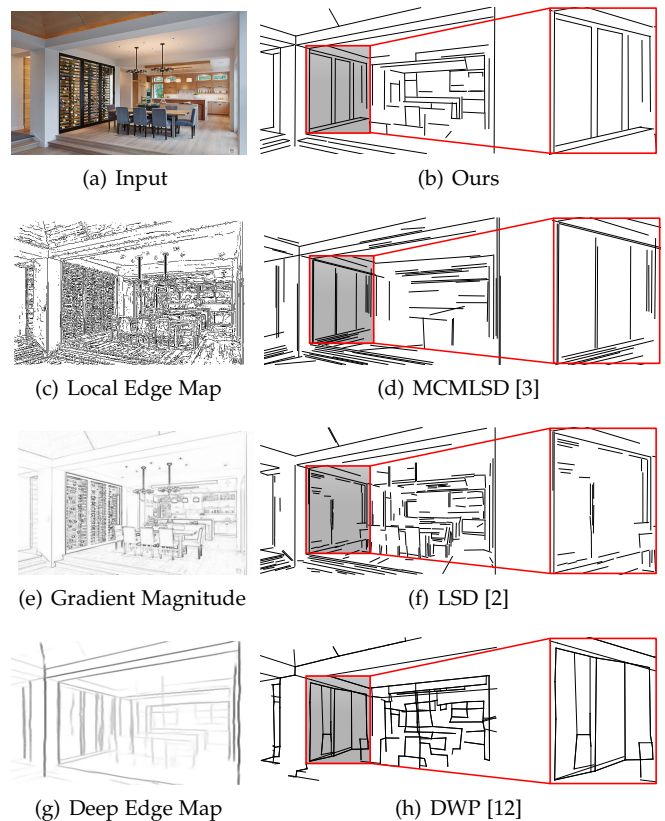 (a) Input
(b) Ours
(c) Local Edge Map
(d) MCMLSD [3]
(e) Gradient Magnitude
(f) LSD [2]
(g) Deep Edge Map
(h) DWP [12]